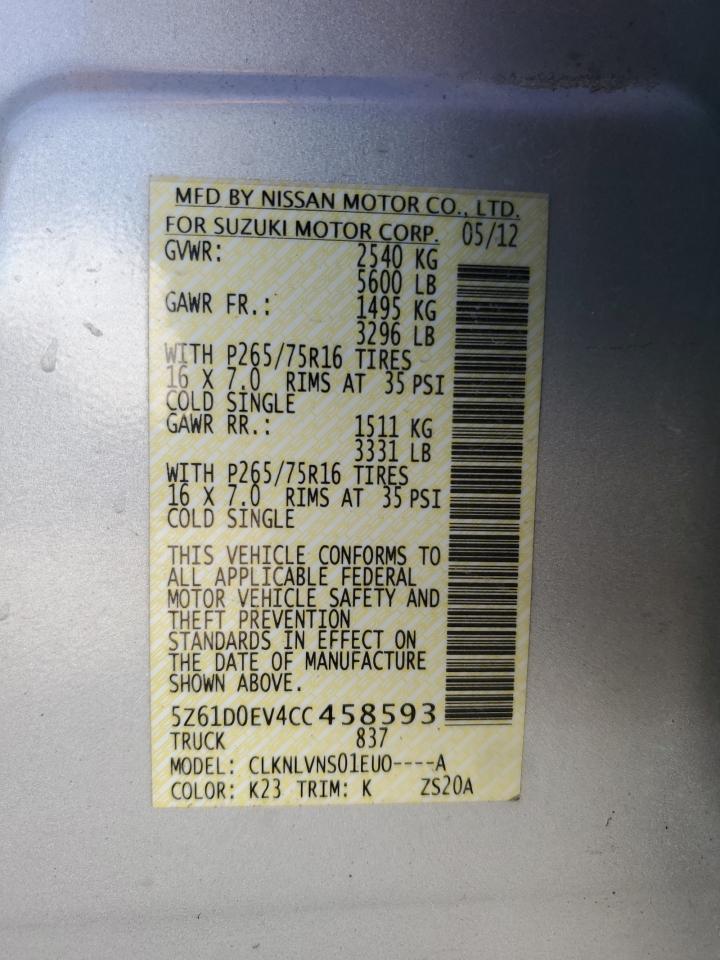 MFD BY NISSAN MOTOR CO., LTD.
FOR SUZUKI MOTOR CORP. 05/12
GVWR: 2540 KG
5600 LB
GAWR FR.: 1495 KG
3296 LB
WITH P265/75R16 TIRES
16 X 7.0 RIMS AT 35 PSI
COLD SINGLE
GAWR RR.: 1511 KG
3331 LB
WITH P265/75R16 TIRES
16 X 7.0 RIMS AT 35 PSI
COLD SINGLE
THIS VEHICLE CONFORMS TO
ALL APPLICABLE FEDERAL
MOTOR VEHICLE SAFETY AND
THEFT PREVENTION
STANDARDS IN EFFECT ON
THE DATE OF MANUFACTURE
SHOWN ABOVE.
5Z61D0EV4CC458593
TRUCK 837
MODEL: CLKNLVNS01EUO----A
COLOR: K23 TRIM: K ZS20A